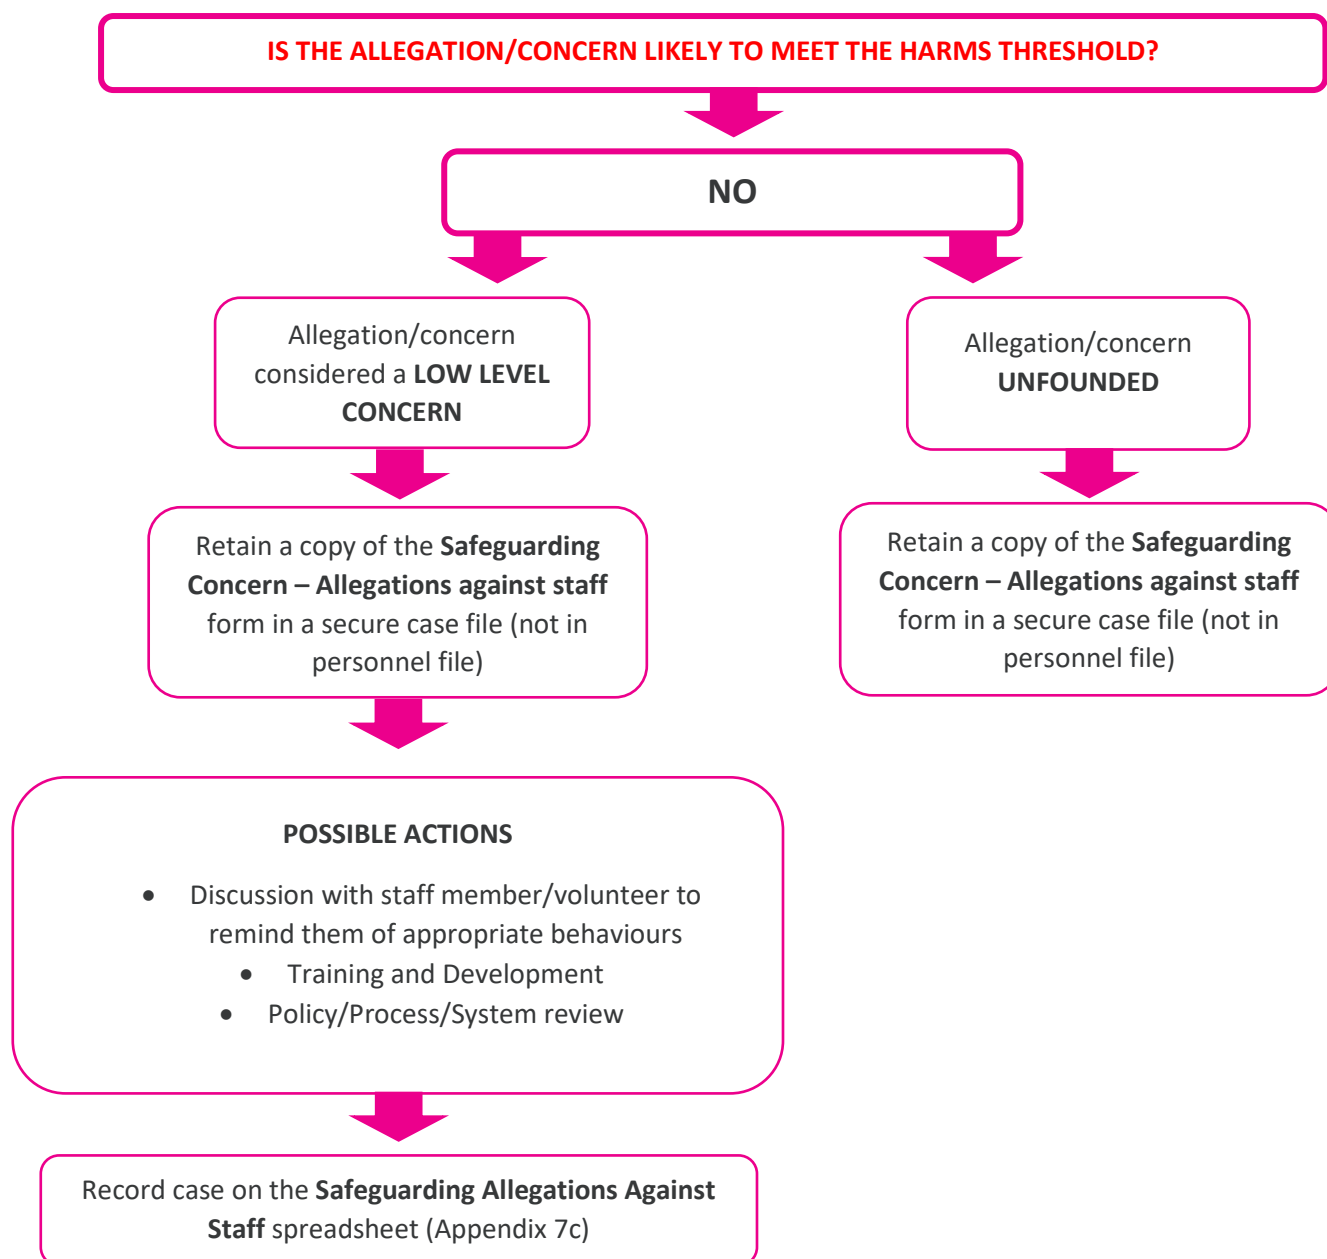 IS THE ALLEGATION/CONCERN LIKELY TO MEET THE HARMS THRESHOLD?
NO
Allegation/concern
considered a LOW LEVEL
CONCERN
Allegation/concern
UNFOUNDED
Retain a copy of the Safeguarding
Concern – Allegations against staff
form in a secure case file (not in
personnel file)
Retain a copy of the Safeguarding
Concern – Allegations against staff
form in a secure case file (not in
personnel file)
POSSIBLE ACTIONS
• Discussion with staff member/volunteer to
remind them of appropriate behaviours
• Training and Development
• Policy/Process/System review
Record case on the Safeguarding Allegations Against
Staff spreadsheet (Appendix 7c)